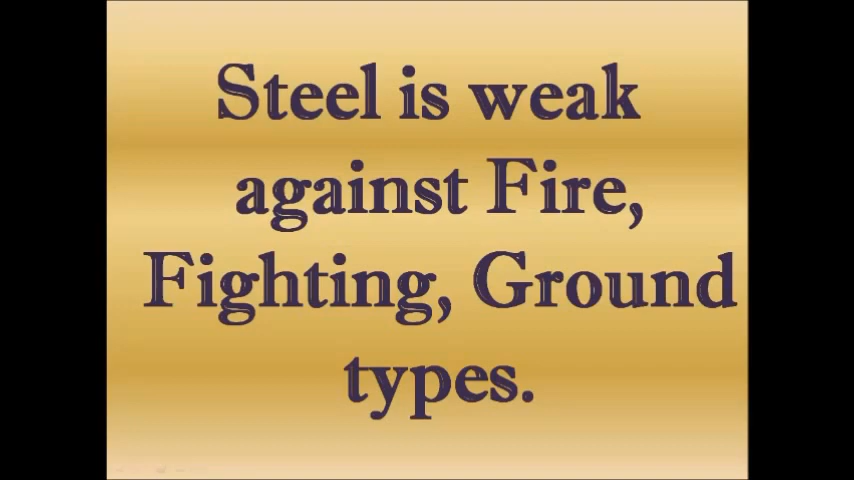 Steel is weak
against Fire,
Fighting, Ground
types.